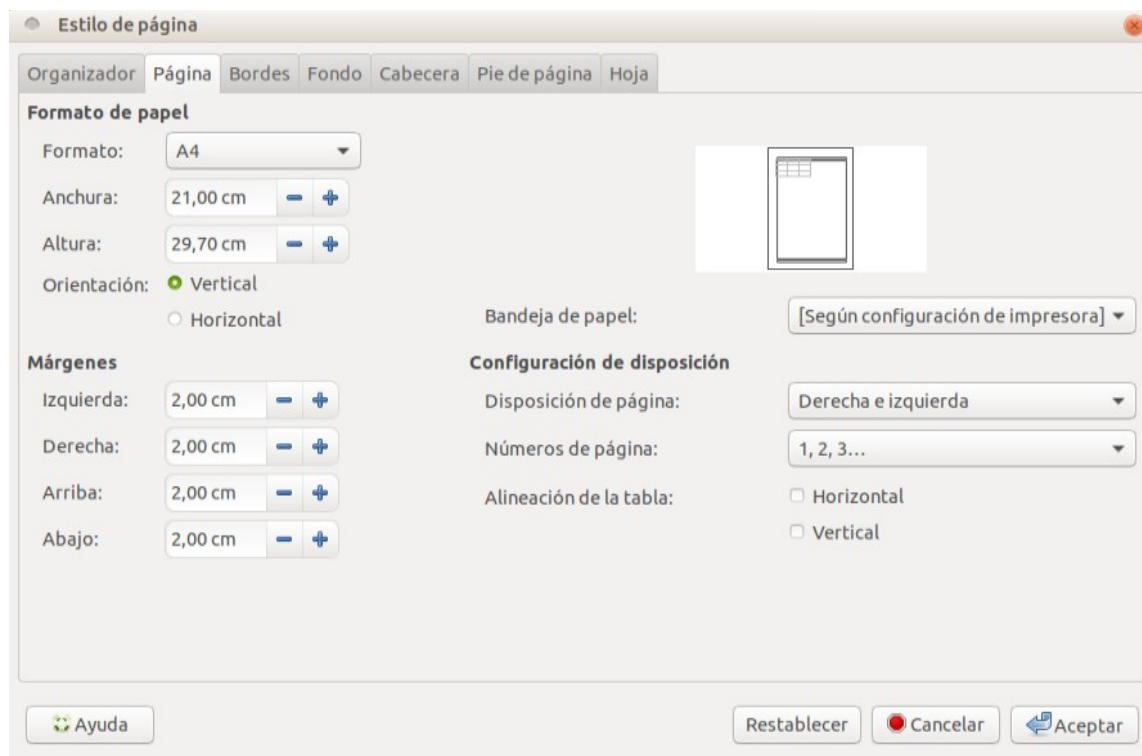 Estilo de página
Organizador Página Bordes Fondo Cabecera Pie de página Hoja
Formato de papel
Formato: A4
Anchura: 21,00 cm
Altura: 29,70 cm
Orientación: Vertical
Horizontal
Bandeja de papel: [Según configuración de impresora]
Márgenes
Izquierda: 2,00 cm
Derecha: 2,00 cm
Arriba: 2,00 cm
Abajo: 2,00 cm
Configuración de disposición
Disposición de página: Derecha e izquierda
Números de página: 1, 2, 3...
Alineación de la tabla: Horizontal
Vertical
Ayuda Restablecer Cancelar Aceptar